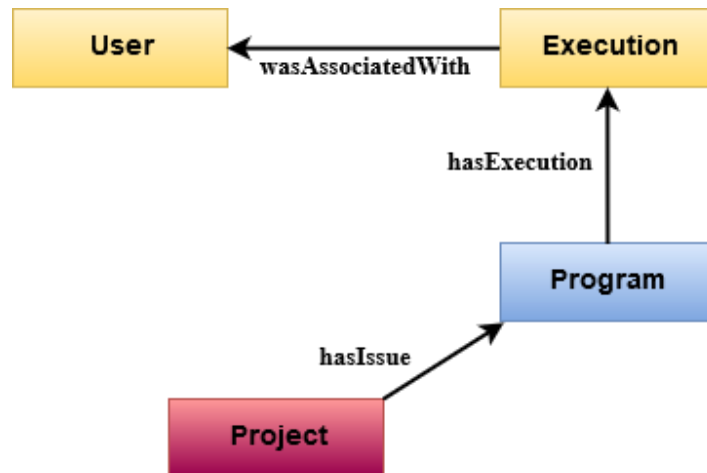 User
Execution
wasAssociatedWith
hasExecution
Program
hasIssue
Project